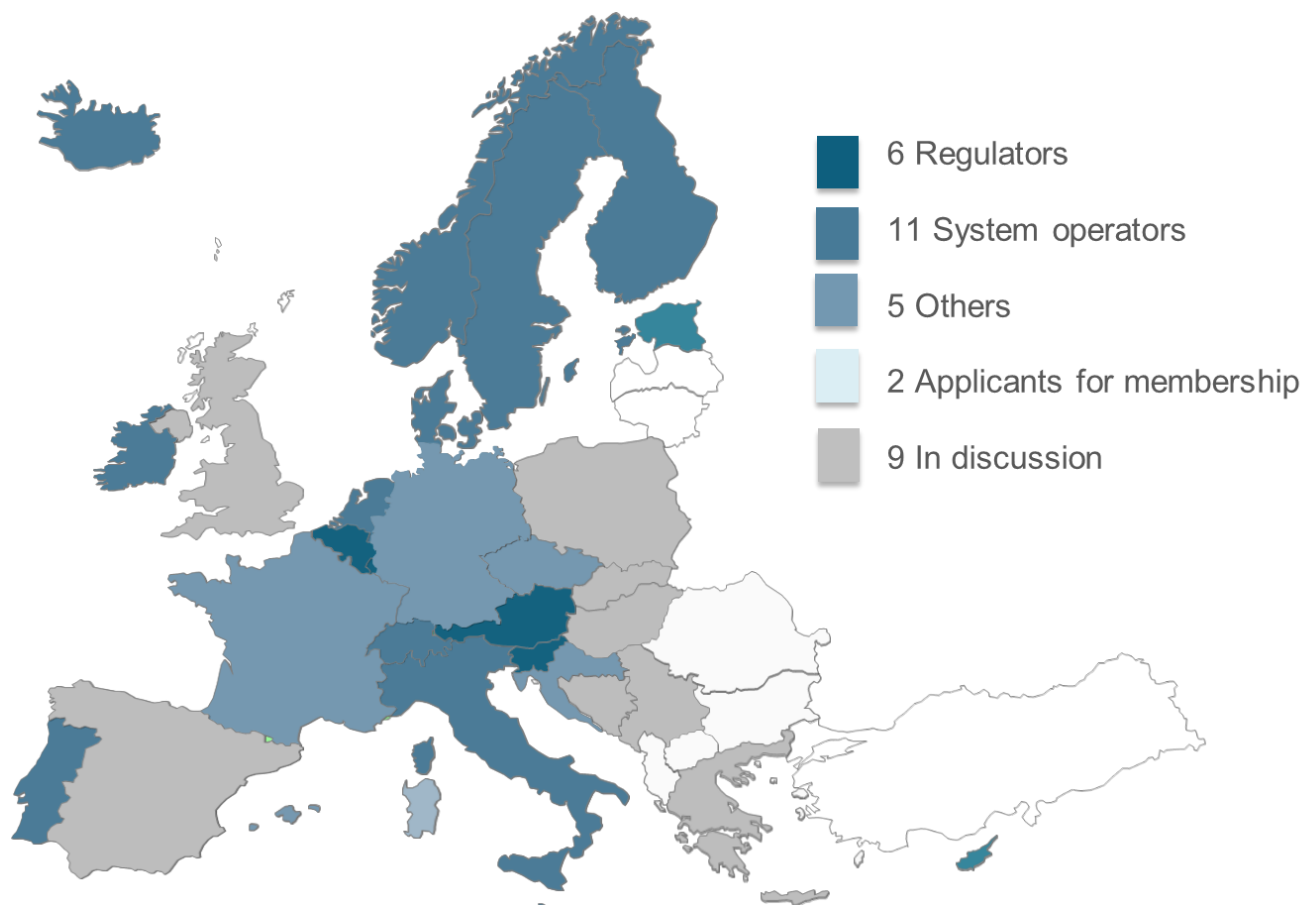 6 Regulators
11 System operators
5 Others
2 Applicants for membership
9 In discussion